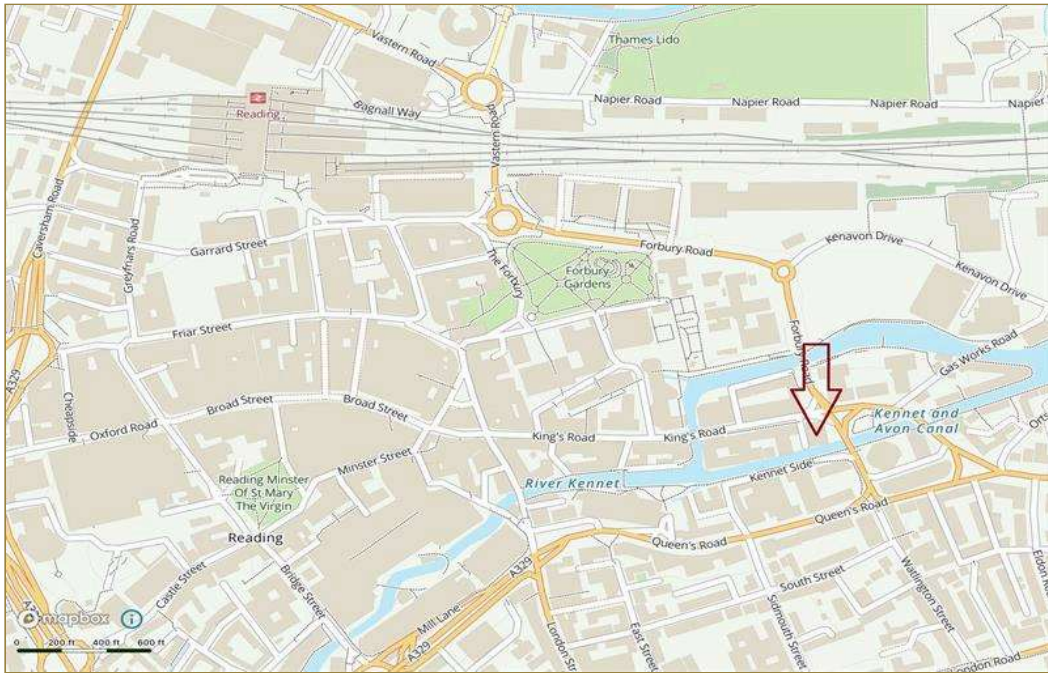 Thames Lido
Vastern Road
Reading
Bagnall Way
Napier Road
Napier Road
Napier Road
Napier
Vastern Road
Caversham Road
Greyfriars Road
Garrard Street
The Forbury
Forbury Road
Kenavon Drive
Forbury
Gardens
Kenavon Drive
Friar Street
Forbury Road
Gas Works Road
A329
Cheapside
Broad Street
Broad Street
Oxford Road
King's Road
King's Road
Kennet and
Avon Canal
Orts
Minster Street
Kennet Side
Reading Minster
Of St Mary
The Virgin
River Kennet
Queen's Road
Reading
Queen's Road
Castle Street
Bridge Street
A329
South Street
Watlington Street
Eldon Ro
Mill Lane
Sidmouth Street
East Street
London Str
A329
London Road
mapbox
0 200 ft 400 ft 600 ft